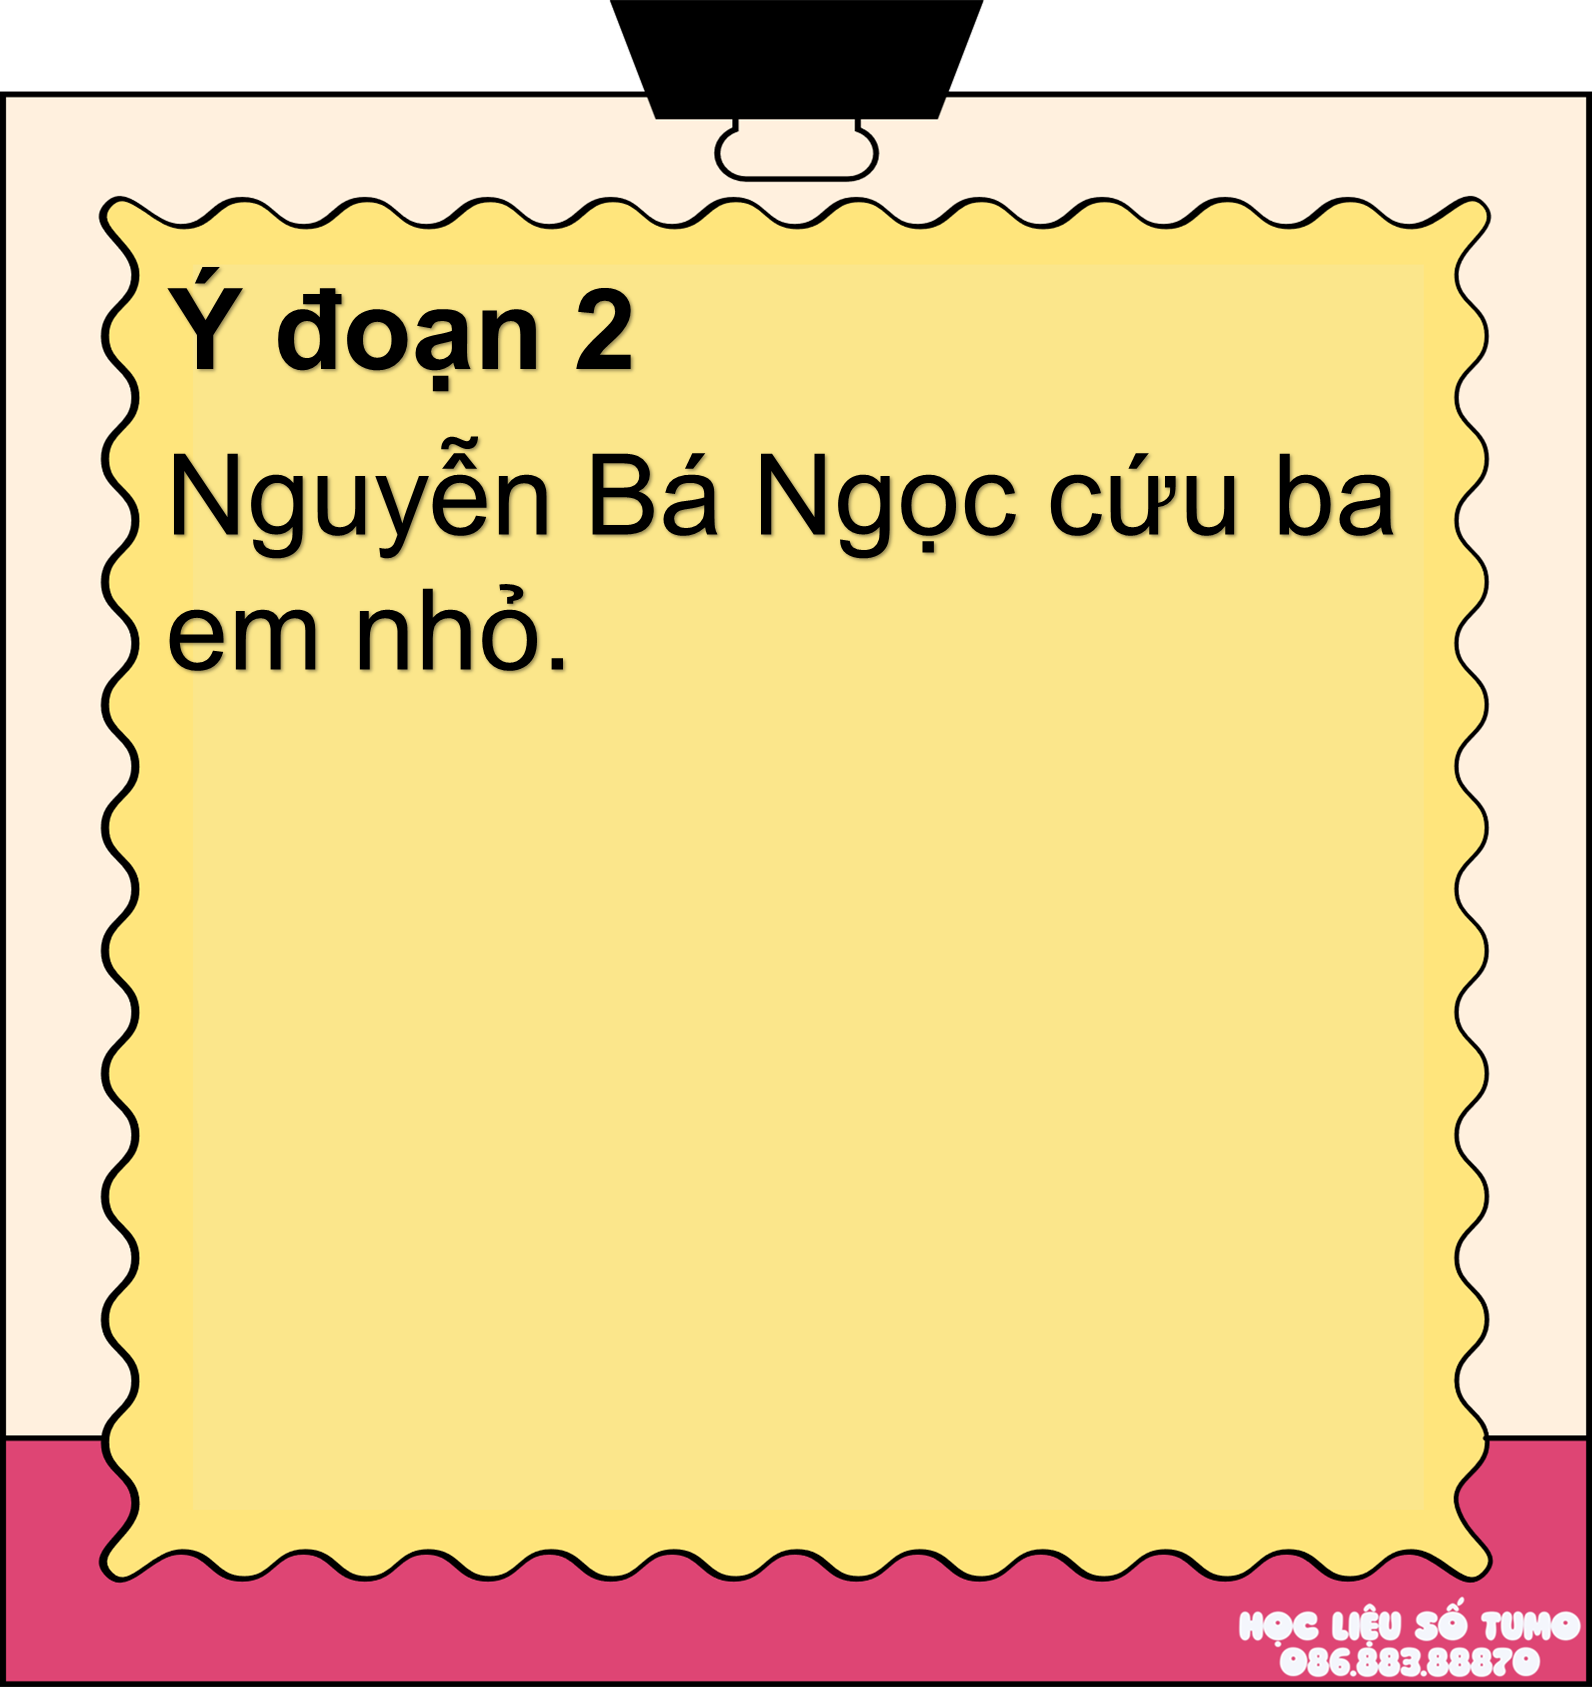 Ý đoạn 2
Nguyễn Bá Ngọc cứu ba
em nhỏ.
HỌC LIỆU SỐ TUMO
086.883.88870